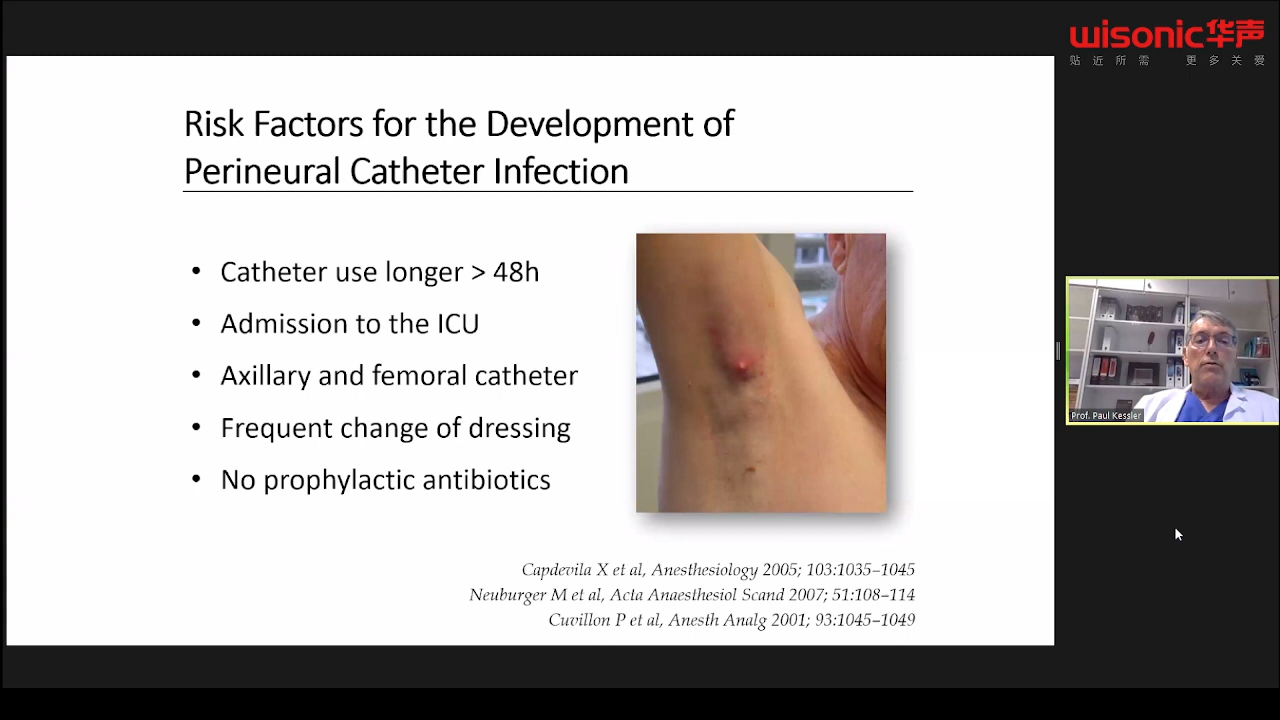 wisonic华声
贴近所需 更多关爱
Risk Factors for the Development of
Perineural Catheter Infection
• Catheter use longer > 48h
• Admission to the ICU
• Axillary and femoral catheter
• Frequent change of dressing
• No prophylactic antibiotics
Capdevila X et al, Anesthesiology 2005; 103:1035–1045
Neuburger M et al, Acta Anaesthesiol Scand 2007; 51:108–114
Cuvillon P et al, Anesth Analg 2001; 93:1045–1049
Prof. Paul Kessler